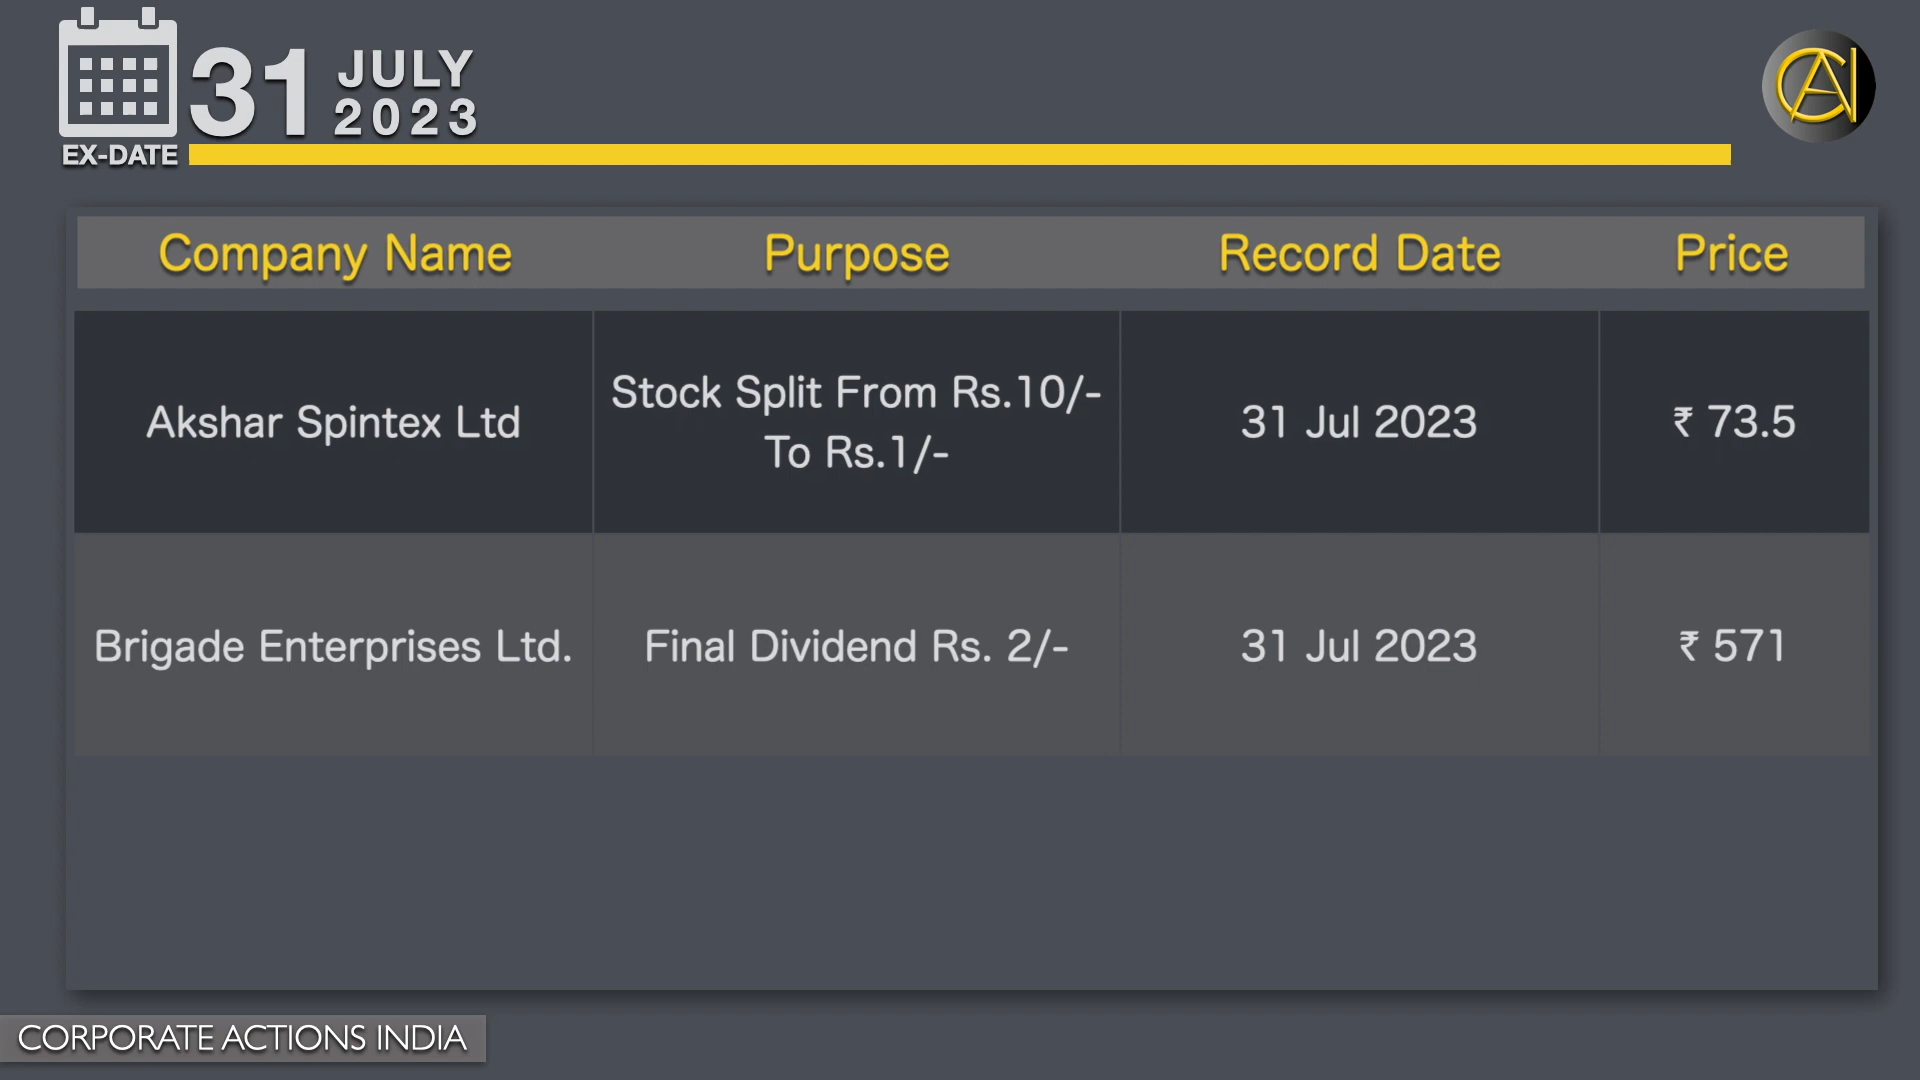 31 JULY
2023
EX-DATE
CAI
Company Name Purpose Record Date Price
Akshar Spintex Ltd Stock Split From Rs.10/- 31 Jul 2023 ₹ 73.5
To Rs.1/-
Brigade Enterprises Ltd. Final Dividend Rs. 2/- 31 Jul 2023 ₹ 571
CORPORATE ACTIONS INDIA